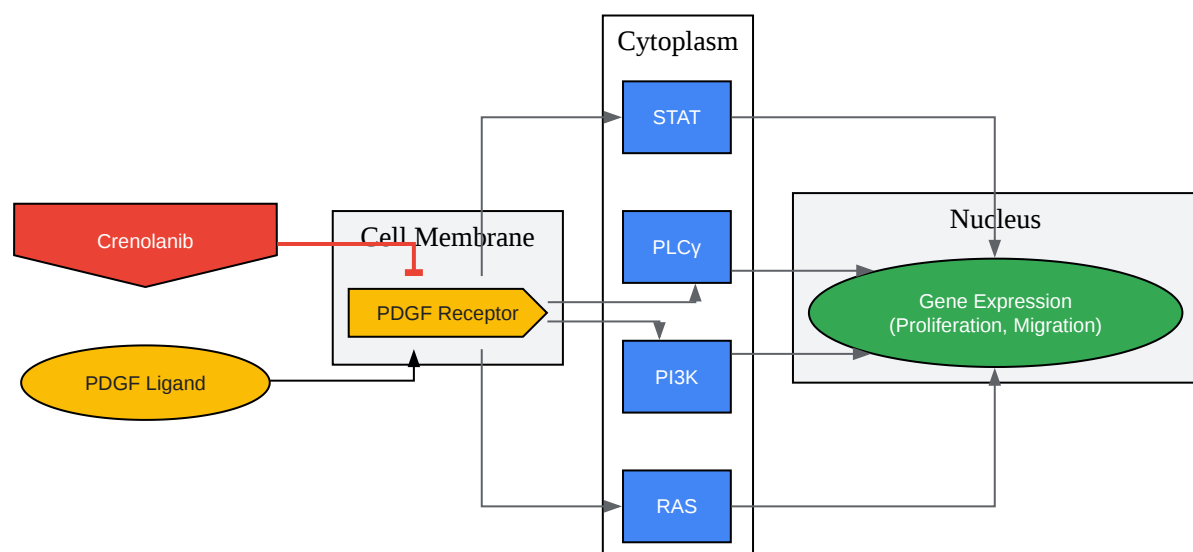 Cytoplasm
STAT
Crenolanib
Cell Membrane
PLCγ
Nucleus
PDGF Receptor
Gene Expression
(Proliferation, Migration)
PDGF Ligand
PI3K
RAS